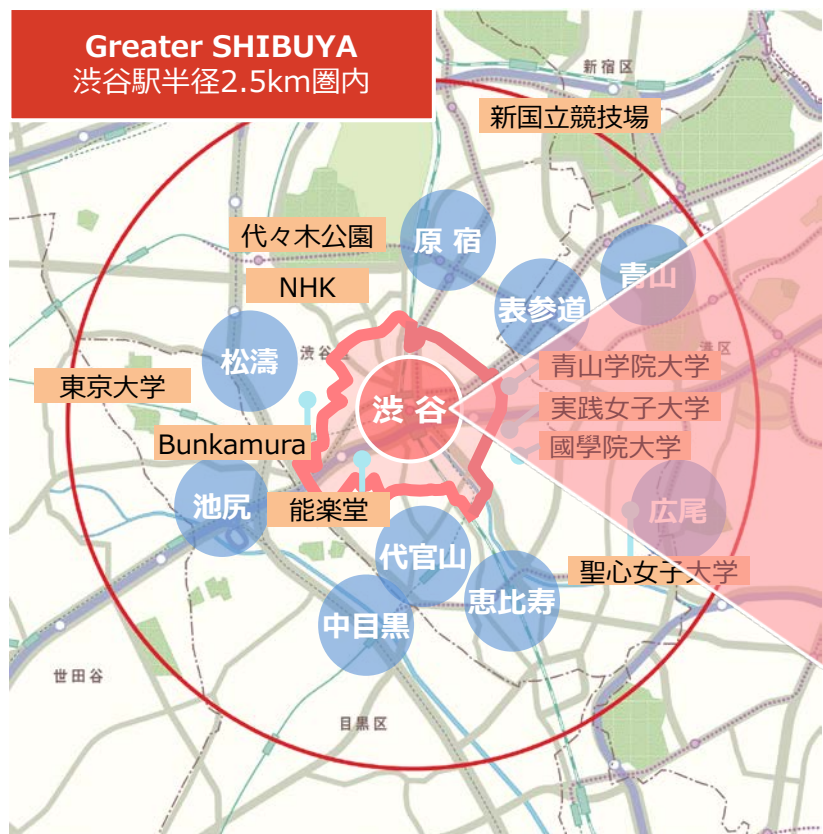 Greater SHIBUYA
渋谷駅半径2.5km圏内
新宿区
新国立競技場
代々木公園
原宿
青山
NHK
表参道
港区
渋谷区
松濤
青山学院大学
東京大学
渋谷
実践女子大学
Bunkamura
國學院大学
池尻
能楽堂
広尾
代官山
聖心女子大学
恵比寿
中目黒
世田谷
目黒区